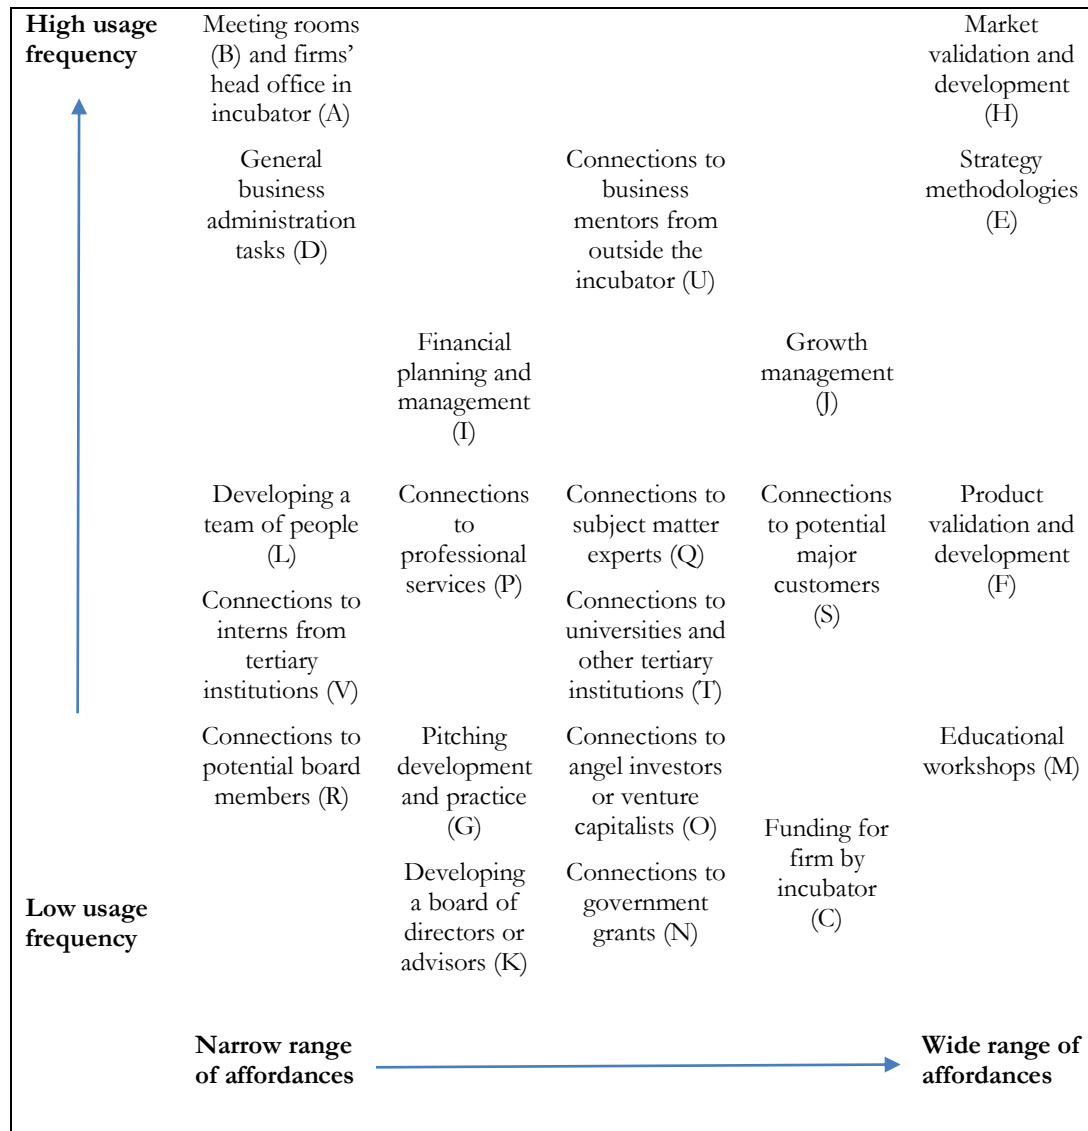 High usage
frequency
Meeting rooms
(B) and firms’
head office in
incubator (A)
Market
validation and
development
(H)
General
business
administration
tasks (D)
Connections to
business
mentors from
outside the
incubator (U)
Strategy
methodologies
(E)
Financial
planning and
management
(I)
Growth
management
(J)
Developing a
team of people
(L)
Connections
to
professional
services (P)
Connections to
subject matter
experts (Q)
Connections
to potential
major
customers
(S)
Product
validation and
development
(F)
Connections to
interns from
tertiary
institutions (V)
Connections to
universities and
other tertiary
institutions (T)
Connections to
potential board
members (R)
Pitching
development
and practice
(G)
Connections to
angel investors
or venture
capitalists (O)
Educational
workshops (M)
Funding for
firm by
incubator
(C)
Low usage
frequency
Developing
a board of
directors or
advisors (K)
Connections to
government
grants (N)
Narrow range
of affordances
Wide range of
affordances